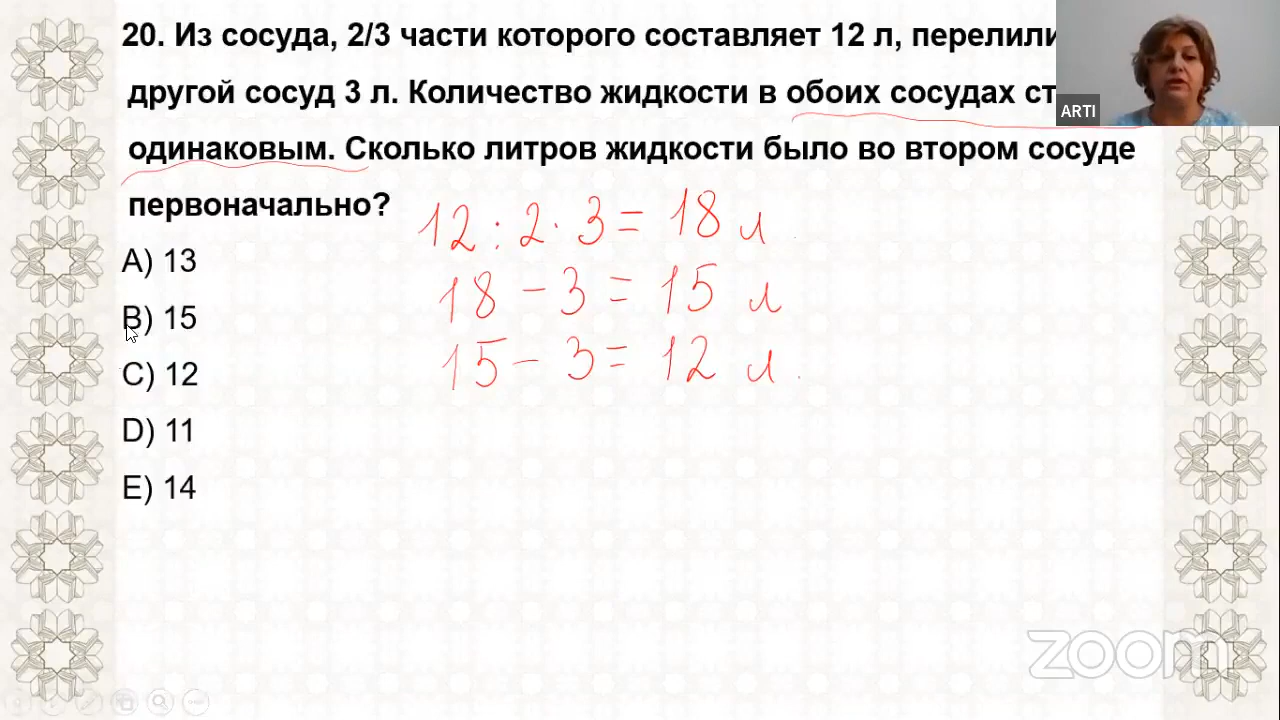 20. Из сосуда, 2/3 части которого составляет 12 л, перелили
другой сосуд 3 л. Количество жидкости в обоих сосудах ст
одинаковым. Сколько литров жидкости было во втором сосуде
первоначально?
12 : 2 · 3 = 18 л
18 - 3 = 15 л
15 - 3 = 12 л.
A) 13
B) 15
C) 12
D) 11
E) 14
ARTI
zoom